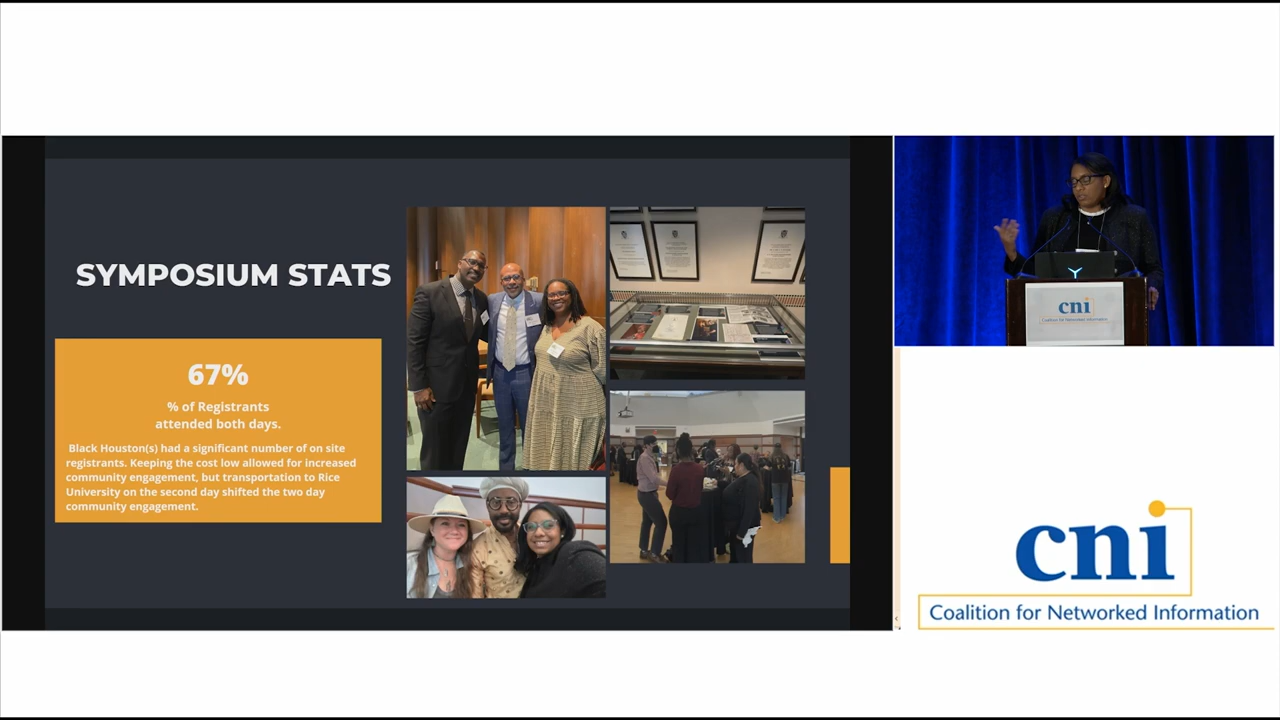 SYMPOSIUM STATS
67%
% of Registrants
attended both days.
Black Houston(s) had a significant number of on site
registrants. Keeping the cost low allowed for increased
community engagement, but transportation to Rice
University on the second day shifted the two day
community engagement.
cni
Coalition for Networked Information
cni
Coalition for Networked Information